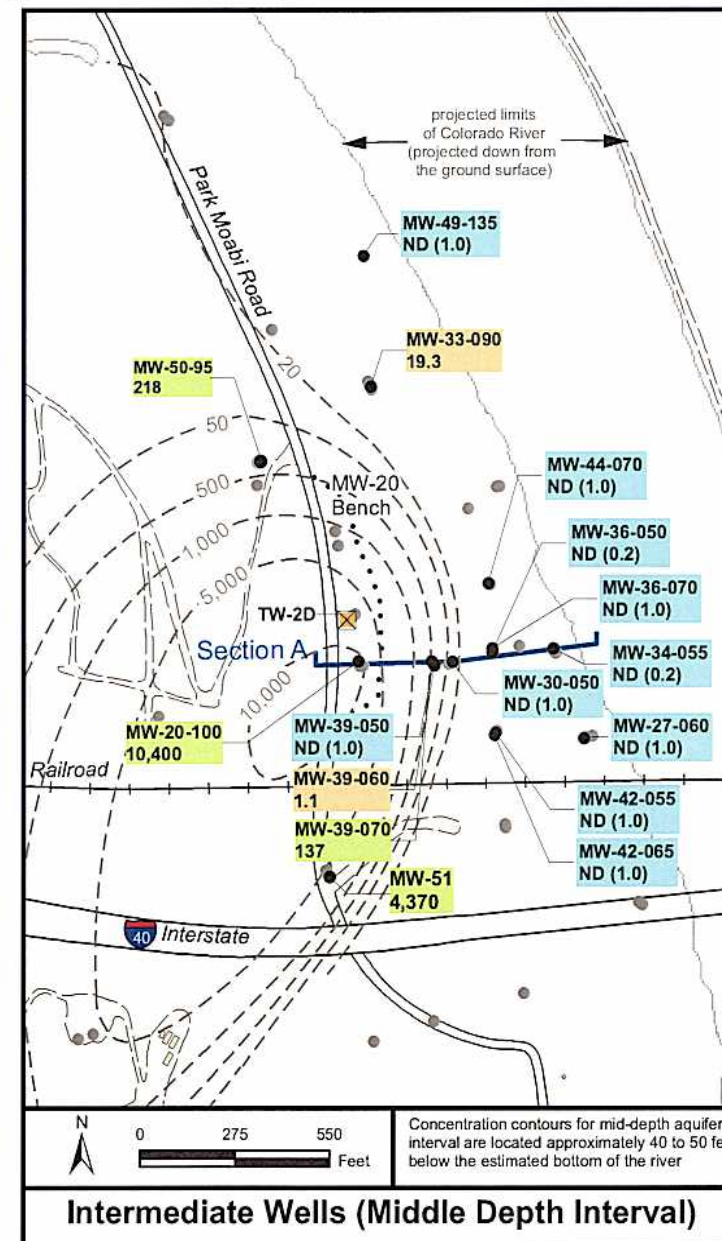 projected limits
of Colorado River
(projected down from
the ground surface)
Park Moabi Road
MW-49-135
ND (1.0)
MW-33-090
19.3
20
MW-50-95
218
50
500
1,000
5,000
10,000
MW-20
Bench
MW-44-070
ND (1.0)
MW-36-050
ND (0.2)
MW-36-070
ND (1.0)
TW-2D
Section A
MW-34-055
ND (0.2)
MW-30-050
ND (1.0)
MW-20-100
10,400
MW-39-050
ND (1.0)
MW-27-060
ND (1.0)
Railroad
MW-39-060
1.1
MW-39-070
137
MW-42-055
ND (1.0)
MW-42-065
ND (1.0)
MW-51
4,370
40
Interstate
N
0 275 550
Feet
Concentration contours for mid-depth aquifer
interval are located approximately 40 to 50 fe
below the estimated bottom of the river
Intermediate Wells (Middle Depth Interval)